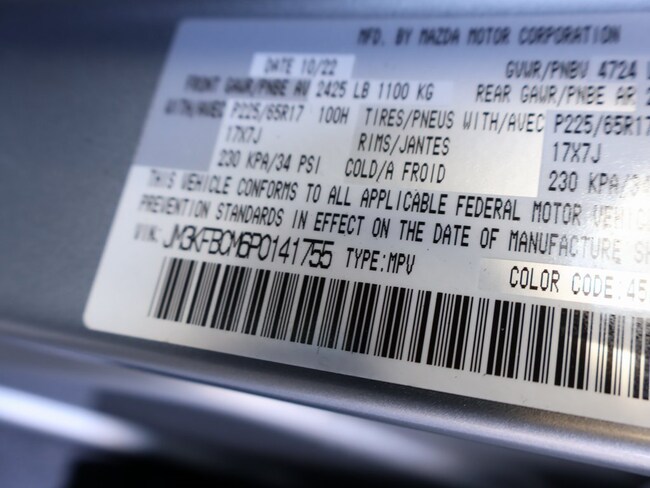 MFD. BY MAZDA MOTOR CORPORATION
DATE 10/22 GVWR/PNBV 4724
FRONT GAWR/PNBE AV 2425 LB 1100 KG REAR GAWR/PNBE AR
WITH/AVEC P225/65R17 100H TIRES/PNEUS WITH/AVEC P225/65R17
17X7J RIMS/JANTES 17X7J
230 KPA/34 PSI COLD/A FROID 230 KPA/34
THIS VEHICLE CONFORMS TO ALL APPLICABLE FEDERAL MOTOR
PREVENTION STANDARDS IN EFFECT ON THE DATE OF MANUFACTURE
VIN: JM3KFBCM6P0141755 TYPE:MPV COLOR CODE:45